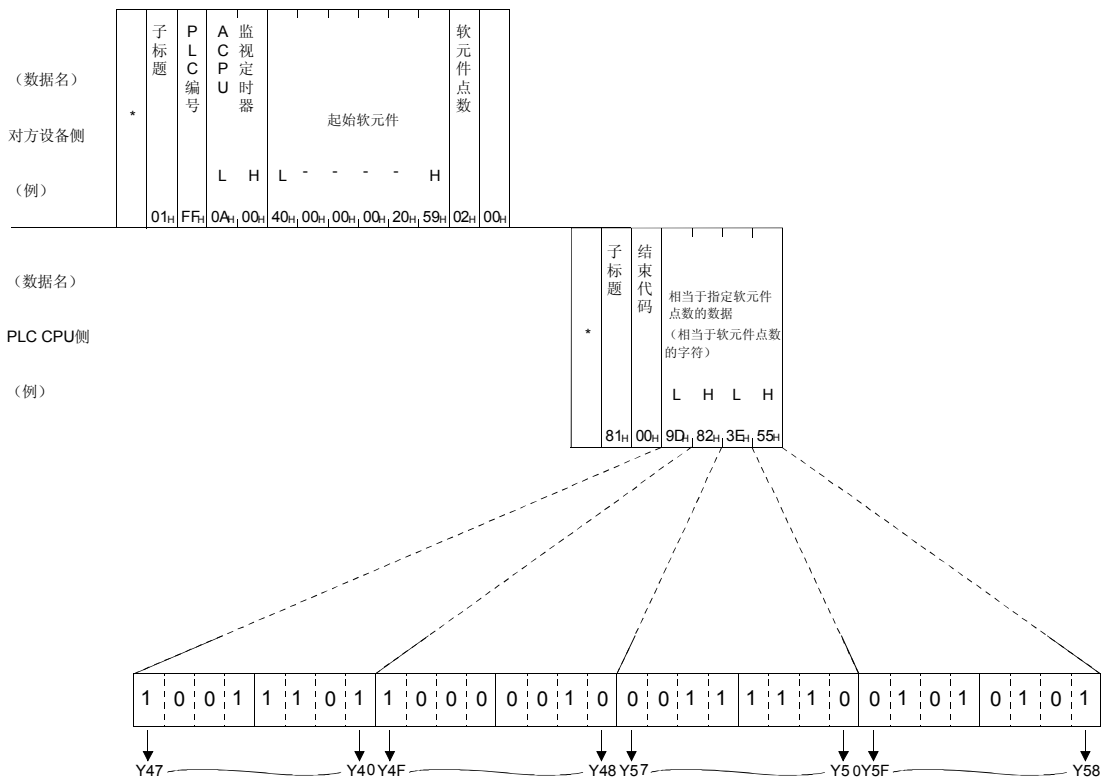 子标题
PLC编号
ACPU
监视定时器
软元件点数
(数据名)
*
起始软元件
对方设备侧
L H L - - - - H
(例)
01H FFH 0AH 00H 40H 00H 00H 00H 20H 59H 02H 00H
子标题
结束代码
(数据名)
相当于指定软元件
点数的数据
(相当于软元件点数
的字符)
PLC CPU侧
*
(例)
L H L H
81H 00H 9DH 82H 3EH 55H
1 0 0 1 1 1 0 1 1 0 0 0 0 0 1 0 0 0 1 1 1 1 1 0 0 1 0 1 0 1 0 1
Y47 Y40 Y4F Y48 Y57 Y50 Y5F Y58